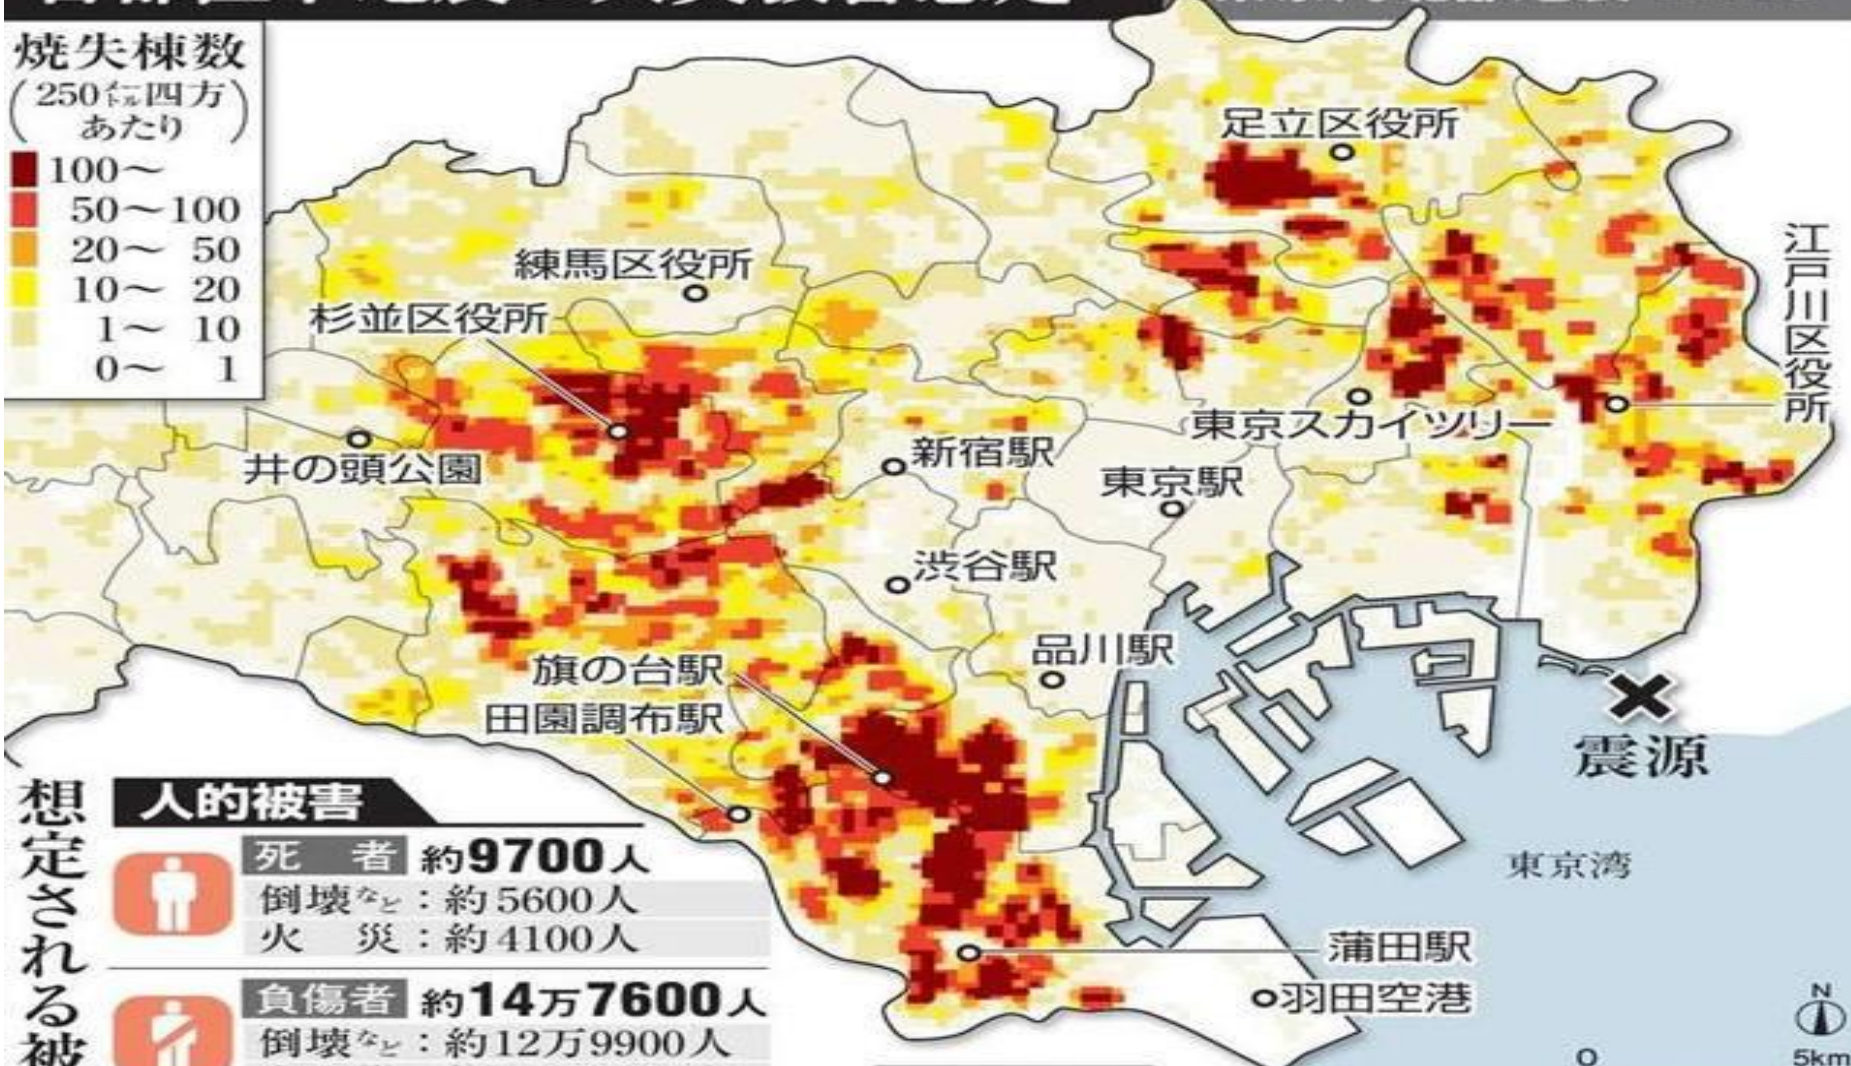 焼失棟数
(250メートル四方
あたり)
100〜
50〜100
20〜 50
10〜 20
1〜 10
0〜 1
足立区役所
練馬区役所
杉並区役所
江戸川区役所
井の頭公園
新宿駅
東京スカイツリー
東京駅
渋谷駅
品川駅
旗の台駅
田園調布駅
震源
東京湾
蒲田駅
羽田空港
N
0 5km
想定される被
人的被害
死者 約9700人
倒壊など：約5600人
火災：約4100人
負傷者 約14万7600人
倒壊など：約12万9900人